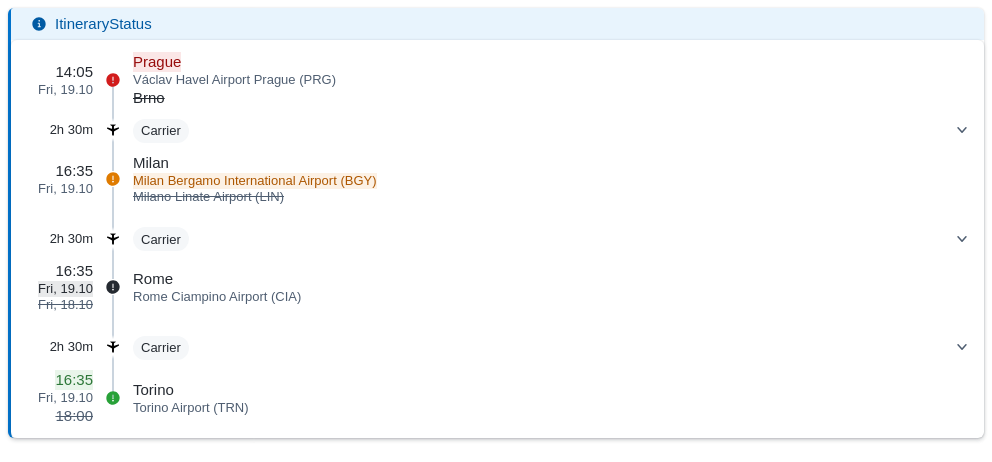 ItineraryStatus
14:05
Fri, 19.10
Prague
Václav Havel Airport Prague (PRG)
Brno
2h 30m
Carrier
16:35
Fri, 19.10
Milan
Milan Bergamo International Airport (BGY)
Milano Linate Airport (LIN)
2h 30m
Carrier
16:35
Fri, 19.10
Fri, 18.10
Rome
Rome Ciampino Airport (CIA)
2h 30m
Carrier
16:35
Fri, 19.10
18:00
Torino
Torino Airport (TRN)